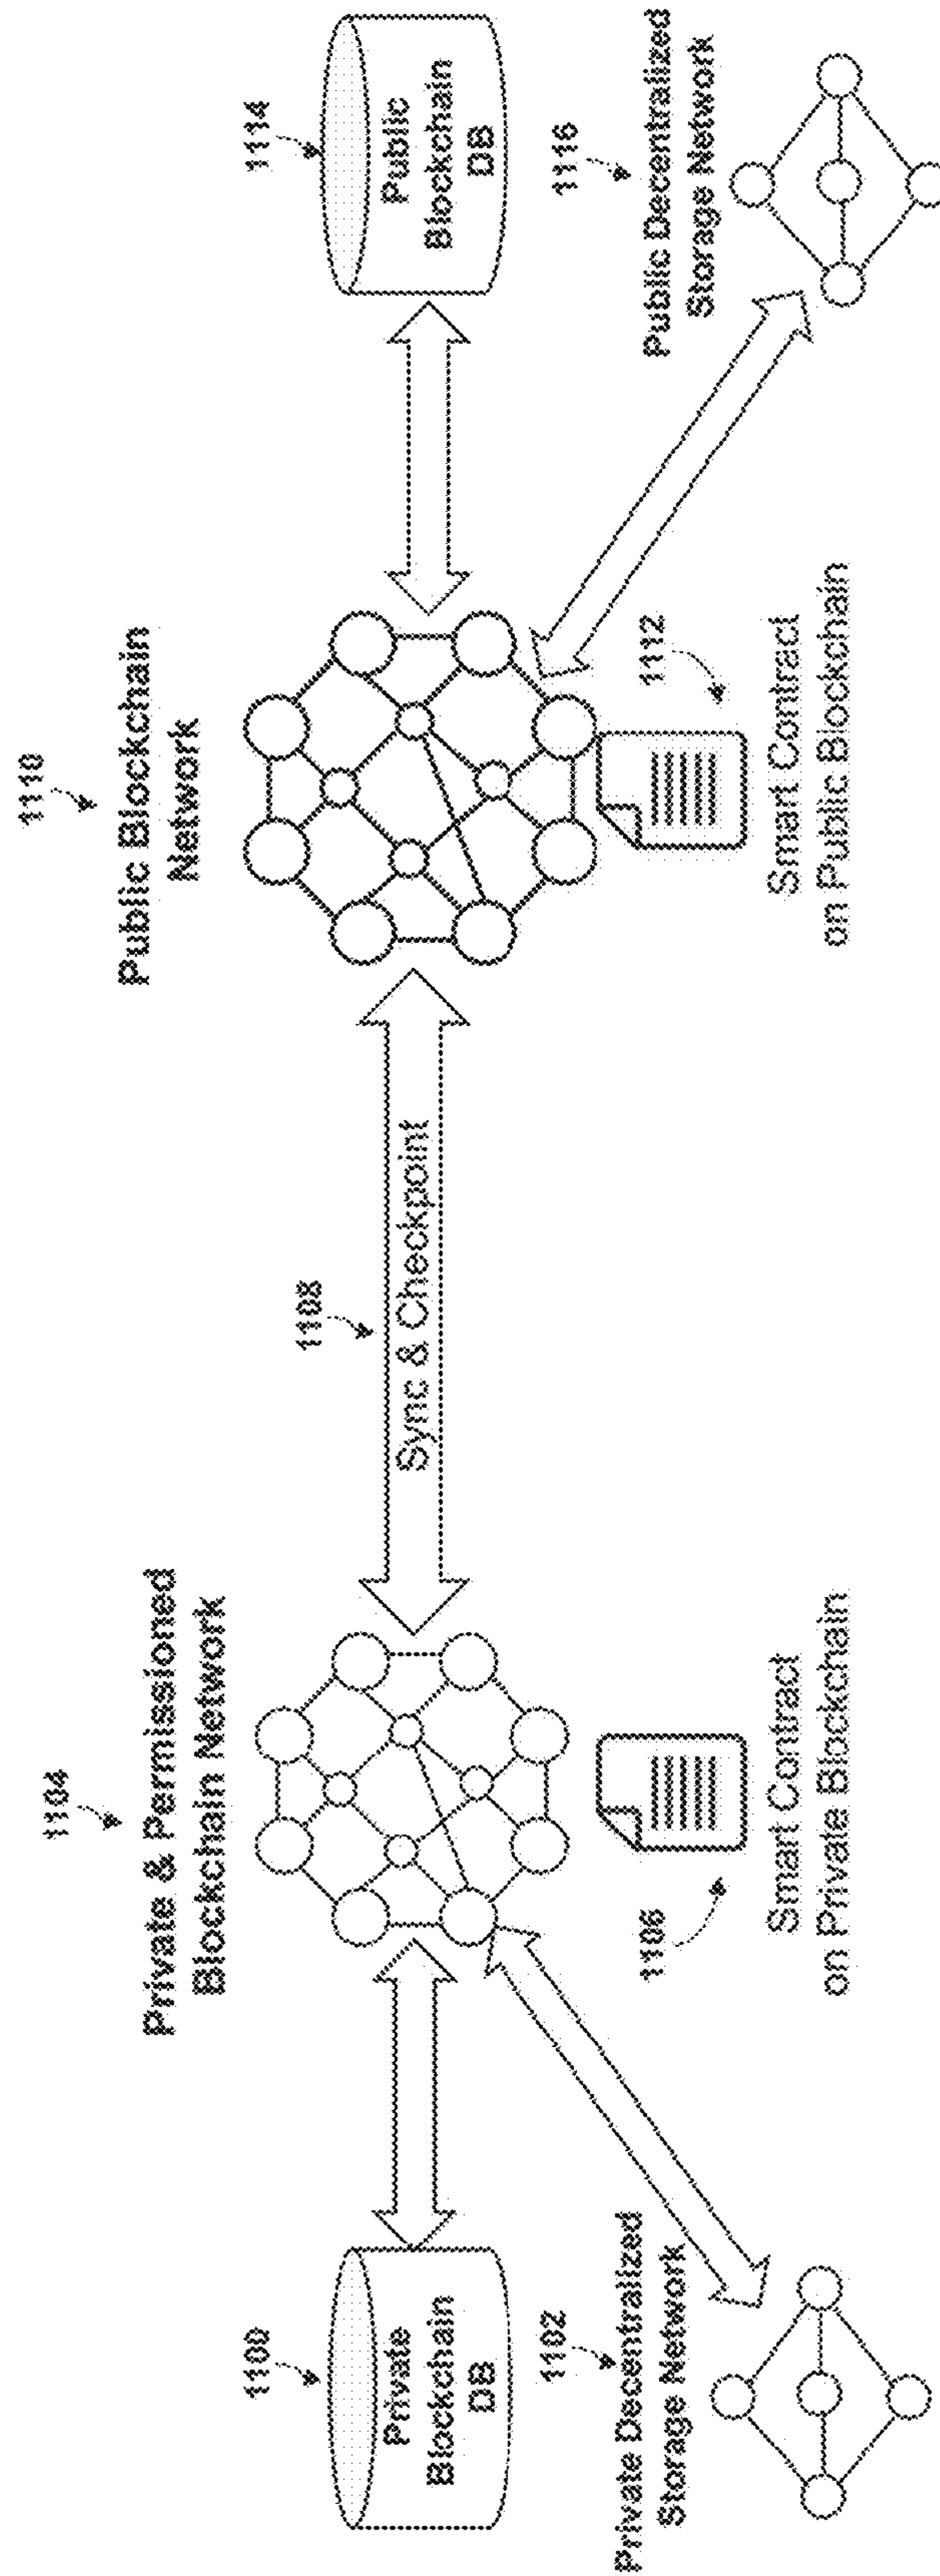 1100
Private
Blockchain
DB
1102
Private Decentralized
Storage Network
1104
Private & Permissioned
Blockchain Network
1106
Smart Contract
on Private Blockchain
1108
Sync & Checkpoint
1110
Public Blockchain
Network
1112
Smart Contract
on Public Blockchain
1114
Public
Blockchain
DB
1116
Public Decentralized
Storage Network